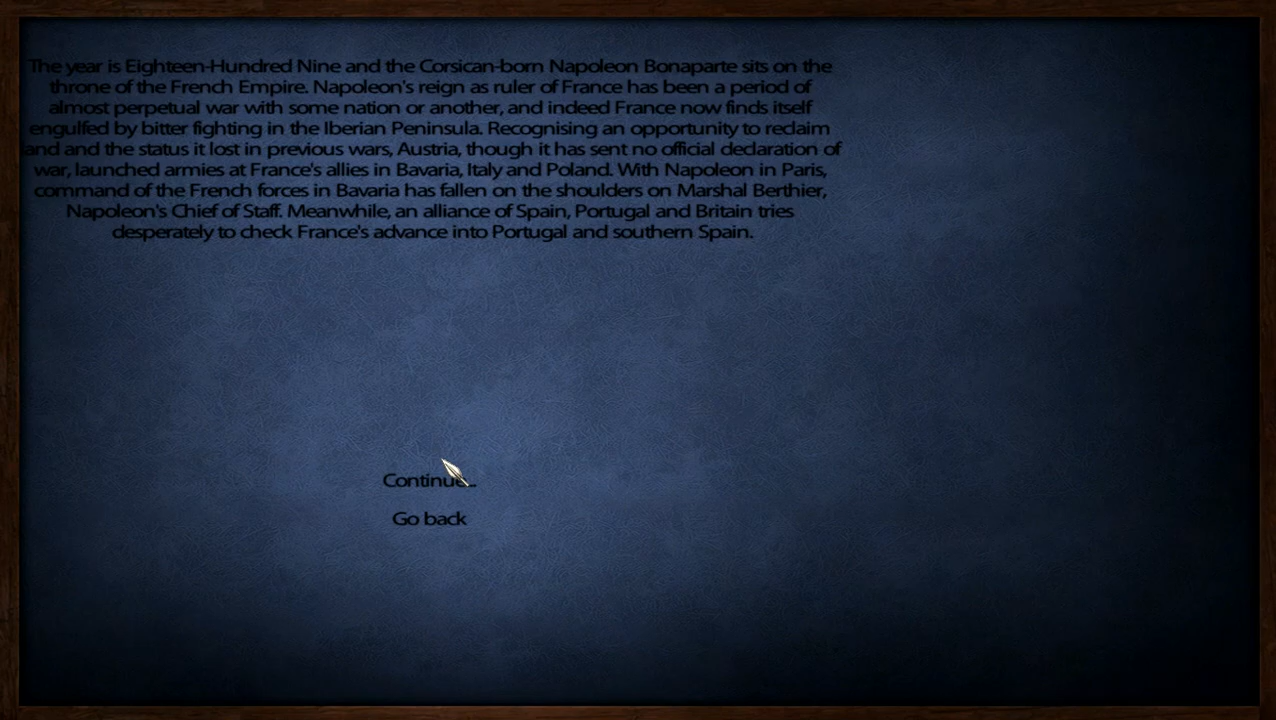 The year is Eighteen-Hundred Nine and the Corsican-born Napoleon Bonaparte sits on the
throne of the French Empire. Napoleon's reign as ruler of France has been a period of
almost perpetual war with some nation or another, and indeed France now finds itself
engulfed by bitter fighting in the Iberian Peninsula. Recognising an opportunity to reclaim
land and the status it lost in previous wars, Austria, though it has sent no official declaration of
war, launched armies at France's allies in Bavaria, Italy and Poland. With Napoleon in Paris,
command of the French forces in Bavaria has fallen on the shoulders on Marshal Berthier,
Napoleon's Chief of Staff. Meanwhile, an alliance of Spain, Portugal and Britain tries
desperately to check France's advance into Portugal and southern Spain.
Continue...
Go back